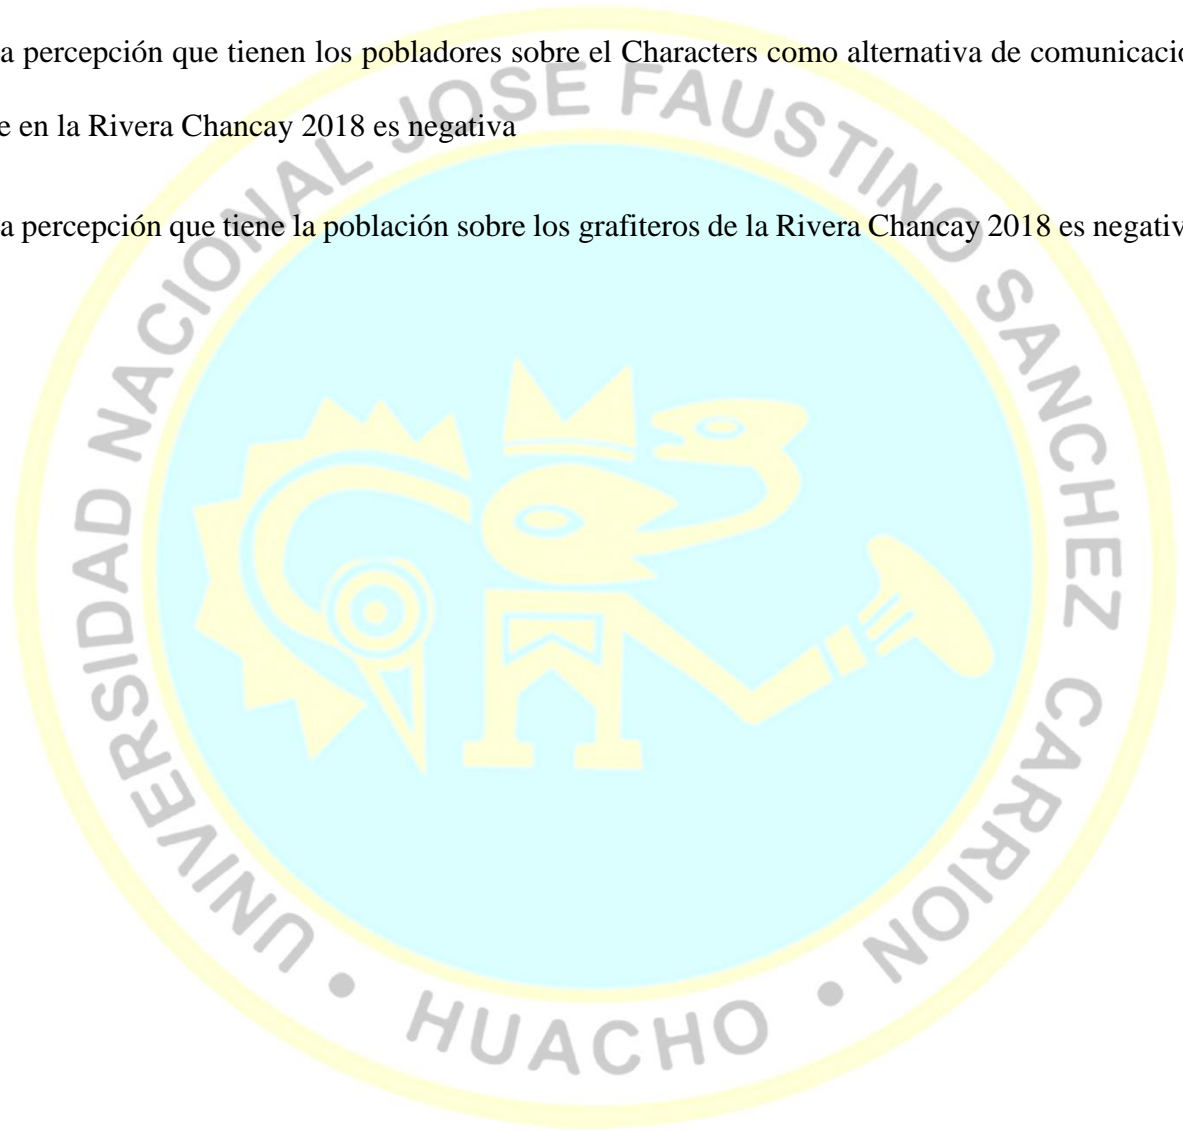 a percepción que tienen los pobladores sobre el Characters como alternativa de comunicació
e en la Rivera Chancay 2018 es negativa
a percepción que tiene la población sobre los grafiteros de la Rivera Chancay 2018 es negativ
UNIVERSIDAD NACIONAL JOSE FAUSTINO SANCHEZ CARRION • HUACHO •